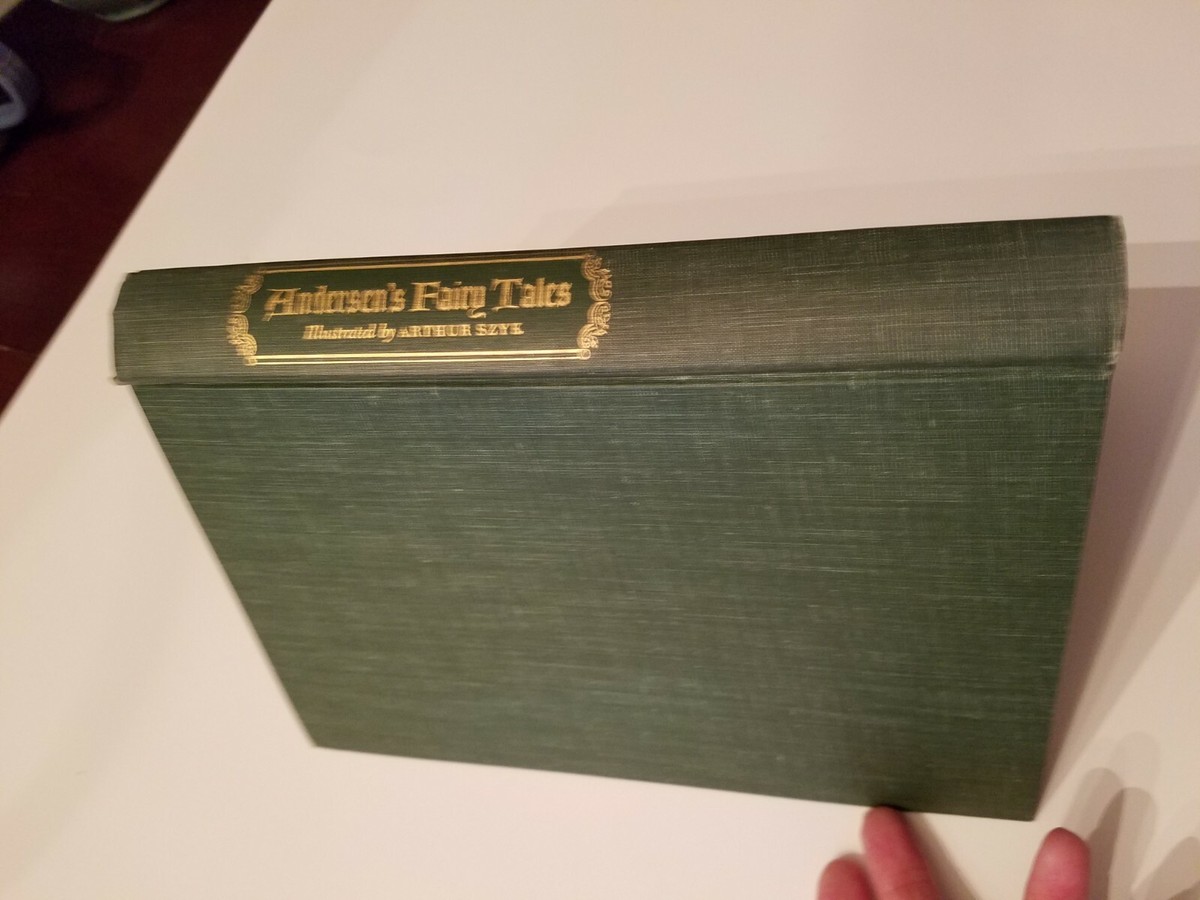 Andersen's Fairy Tales
Illustrated by ARTHUR SZYK